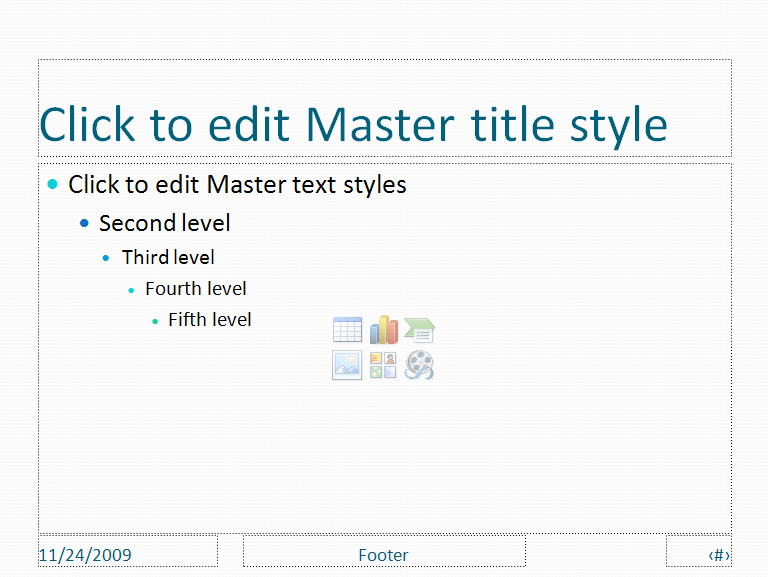 Click to edit Master title style
Click to edit Master text styles
Second level
Third level
Fourth level
Fifth level
11/24/2009
Footer
‹#›